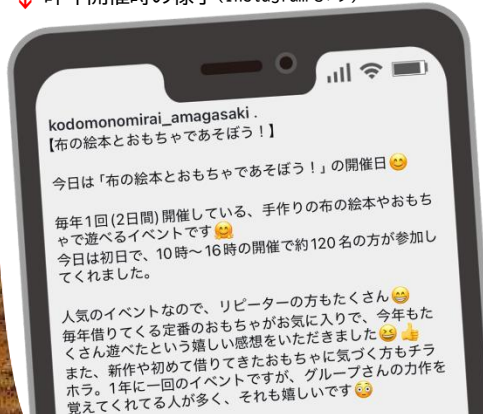 kodomonomirai_amagasaki .
【布の絵本とおもちゃであそぼう！】
今日は「布の絵本とおもちゃであそぼう！」の開催日😊
毎年1回(2日間)開催している、手作りの布の絵本やおもち
ゃで遊べるイベントです🤗
今日は初日で、10時〜16時の開催で約120名の方が参加し
てくれました。
人気のイベントなので、リピーターの方もたくさん😁
毎年借りてくる定番のおもちゃがお気に入りで、今年もた
くさん遊べたという嬉しい感想をいただきました😆👍
また、新作や初めて借りてきたおもちゃに気づく方もチラ
ホラ。1年に一回のイベントですが、グループさんの力作を
覚えてくれてる人が多く、それも嬉しいです🥺